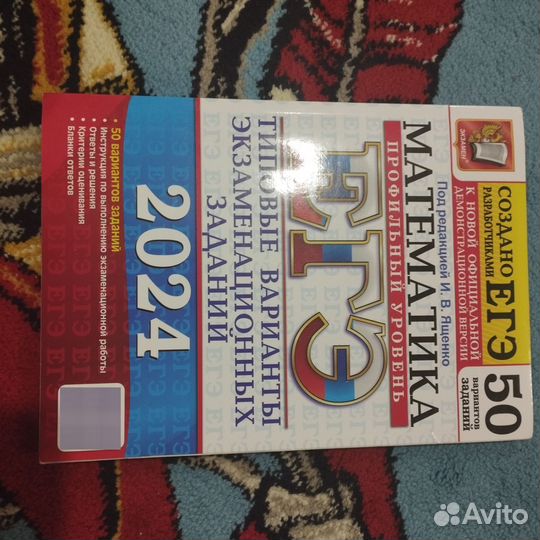 ЭКЗАМЕН
СОЗДАНО
РАЗРАБОТЧИКАМИ
ЕГЭ
К НОВОЙ ОФИЦИАЛЬНОЙ
ДЕМОНСТРАЦИОННОЙ ВЕРСИИ
50
вариантов
заданий
Под редакцией И. В. Ященко
МАТЕМАТИКА
ПРОФИЛЬНЫЙ УРОВЕНЬ
ЕГЭ
ТИПОВЫЕ ВАРИАНТЫ
ЭКЗАМЕНАЦИОННЫХ
ЗАДАНИЙ
2024
• 50 вариантов заданий
• Инструкция по выполнению экзаменационной работы
• Ответы и решения
• Критерии оценивания
• Бланки ответов
Avito